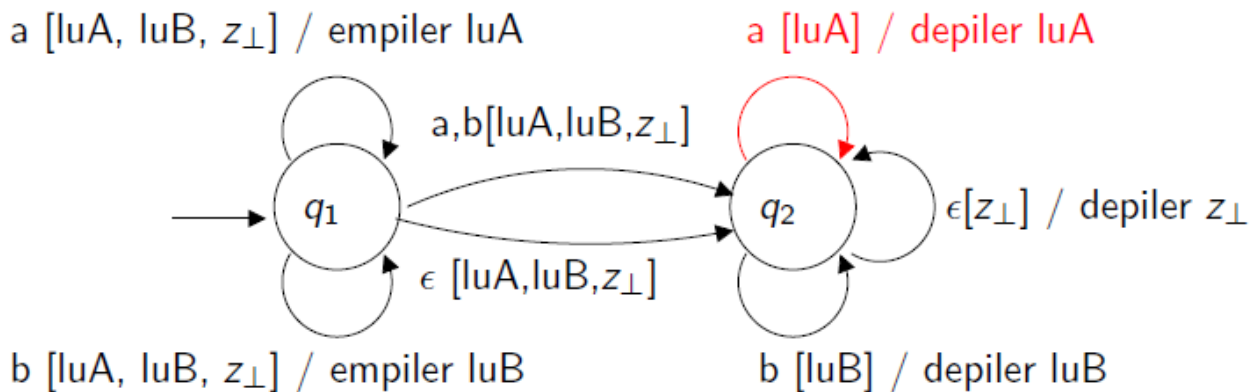 a [luA, luB, z⊥] / empiler luA
a [luA] / depiler luA
a,b[luA,luB,z⊥]
q1
q2
ϵ[z⊥] / depiler z⊥
ϵ [luA,luB,z⊥]
b [luA, luB, z⊥] / empiler luB
b [luB] / depiler luB